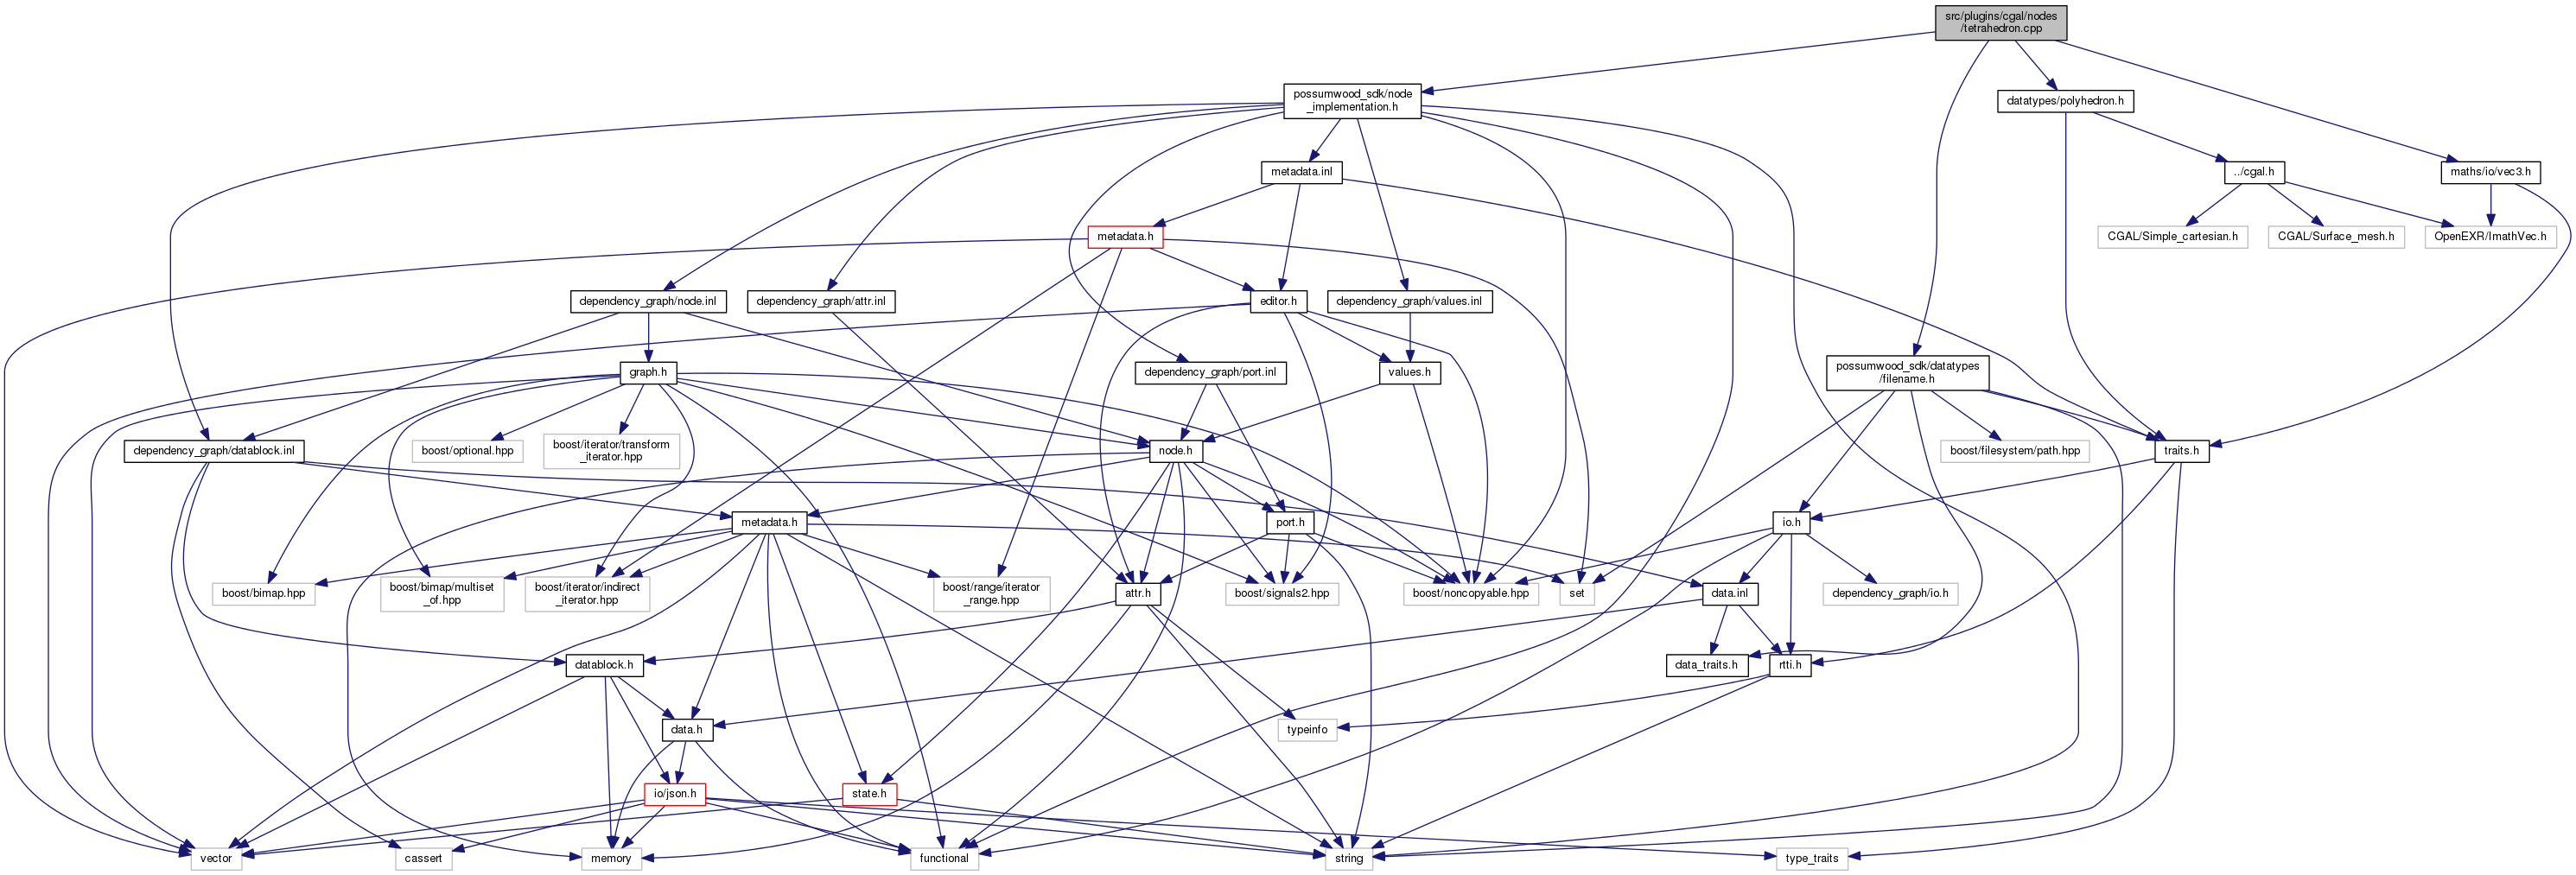 src/plugins/cgal/nodes
/tetrahedron.cpp
possumwood_sdk/node
_implementation.h
datatypes/polyhedron.h
metadata.inl
../cgal.h
maths/io/vec3.h
metadata.h
CGAL/Simple_cartesian.h
CGAL/Surface_mesh.h
OpenEXR/ImathVec.h
dependency_graph/node.inl
dependency_graph/attr.inl
editor.h
dependency_graph/values.inl
graph.h
dependency_graph/port.inl
values.h
possumwood_sdk/datatypes
/filename.h
dependency_graph/datablock.inl
boost/optional.hpp
boost/iterator/transform
_iterator.hpp
node.h
boost/filesystem/path.hpp
traits.h
metadata.h
port.h
io.h
boost/bimap.hpp
boost/bimap/multiset
_of.hpp
boost/iterator/indirect
_iterator.hpp
boost/range/iterator
_range.hpp
attr.h
boost/signals2.hpp
boost/noncopyable.hpp
set
data.inl
dependency_graph/io.h
datablock.h
data_traits.h
rtti.h
data.h
typeinfo
io/json.h
state.h
vector
cassert
memory
functional
string
type_traits